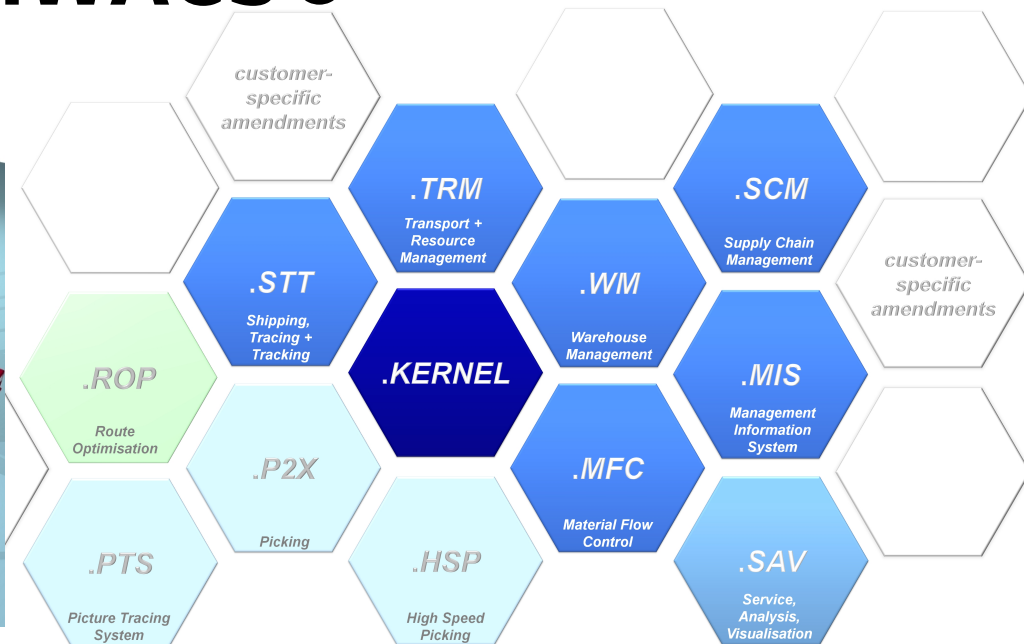 customer-
specific
amendments
.TRM
Transport +
Resource
Management
.SCM
Supply Chain
Management
.STT
Shipping,
Tracing +
Tracking
.WM
Warehouse
Management
customer-
specific
amendments
.ROP
Route
Optimisation
.KERNEL
.MIS
Management
Information
System
.P2X
Picking
.MFC
Material Flow
Control
.PTS
Picture Tracing
System
.HSP
High Speed
Picking
.SAV
Service,
Analysis,
Visualisation